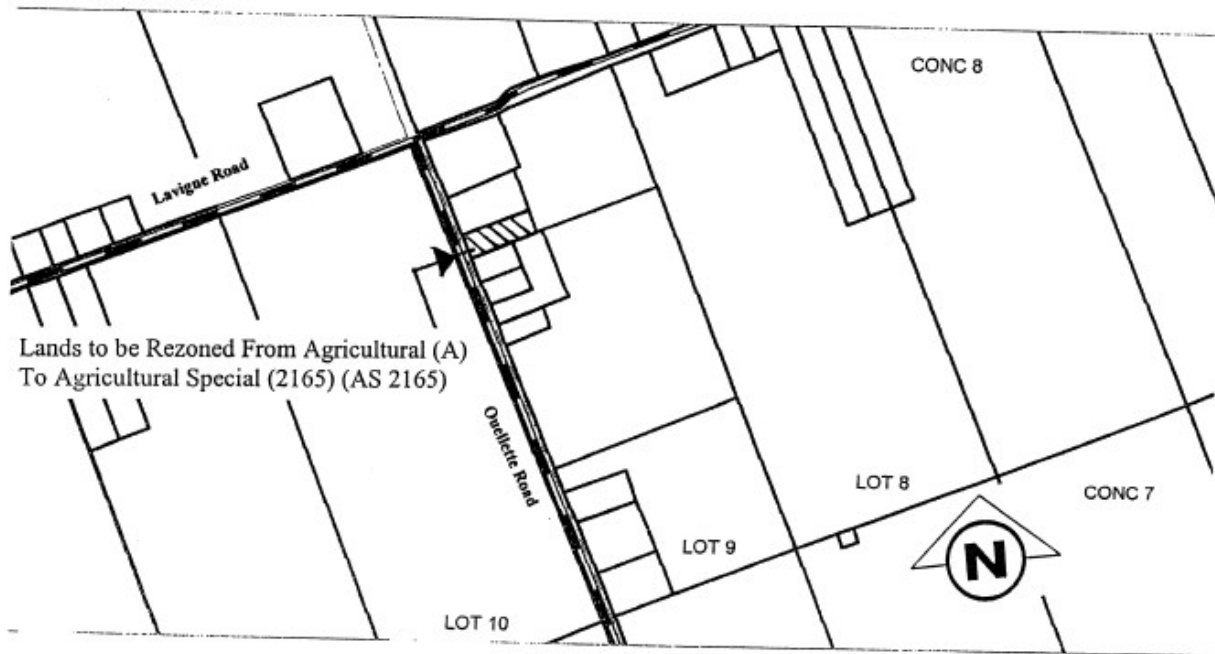 CONC 8
Lavigne Road
Lands to be Rezoned From Agricultural (A)
To Agricultural Special (2165) (AS 2165)
Ouellette Road
LOT 8
CONC 7
LOT 9
N
LOT 10